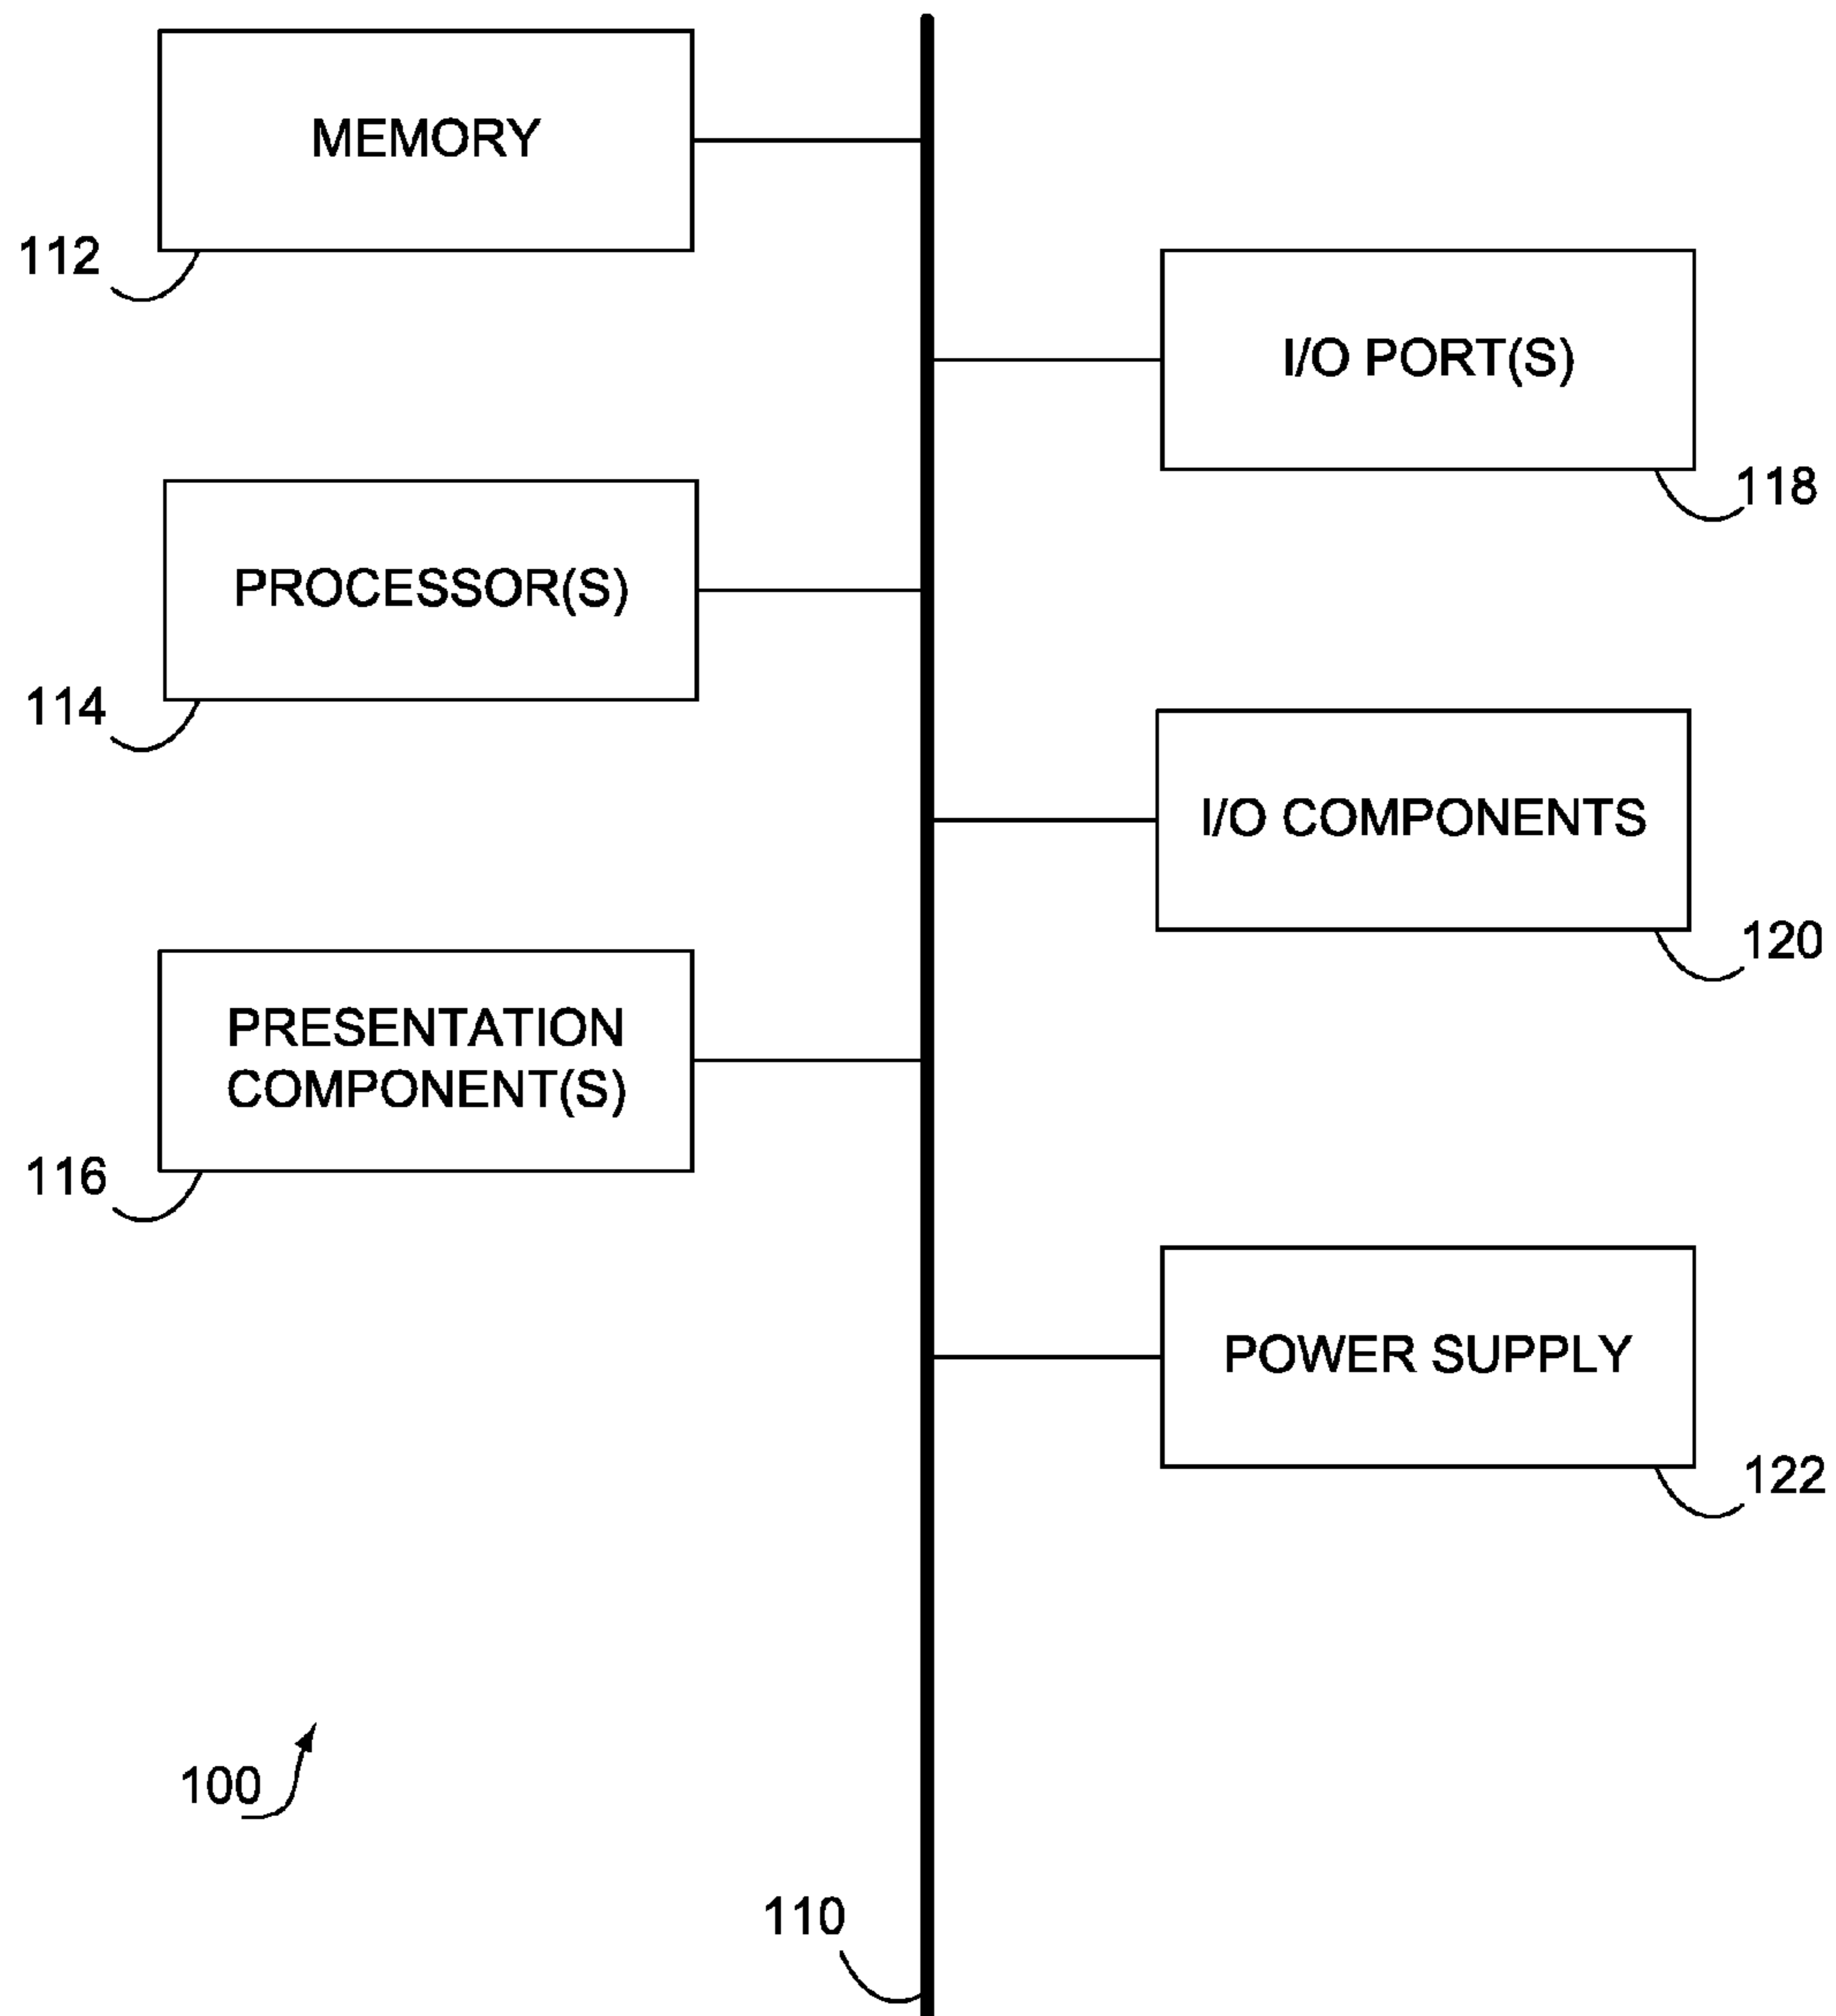 MEMORY
112
I/O PORT(S)
118
PROCESSOR(S)
114
I/O COMPONENTS
120
PRESENTATION
COMPONENT(S)
116
POWER SUPPLY
122
100
110